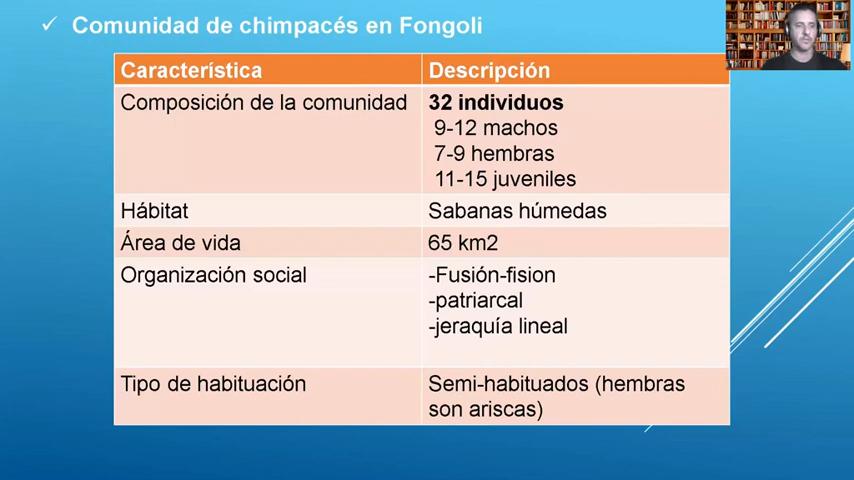 Comunidad de chimpacés en Fongoli
Característica Descripción
Composición de la comunidad 32 individuos
9-12 machos
7-9 hembras
11-15 juveniles
Hábitat Sabanas húmedas
Área de vida 65 km2
Organización social -Fusión-fision
-patriarcal
-jeraquía lineal
Tipo de habituación Semi-habituados (hembras
son ariscas)